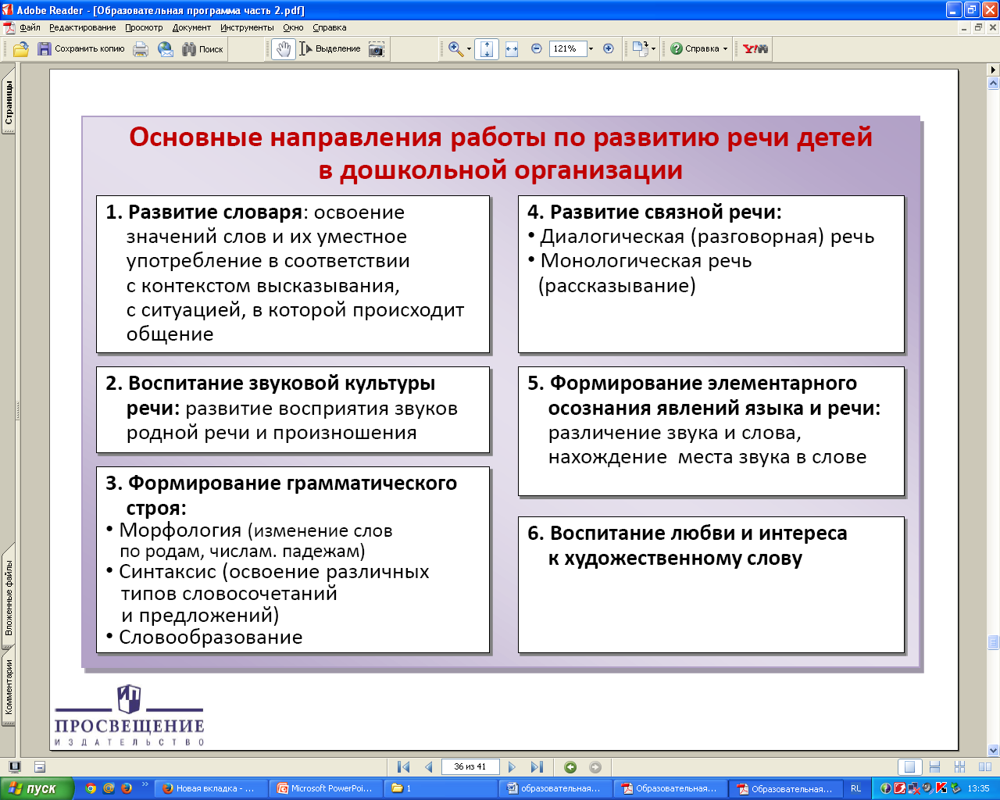 Adobe Reader - [Образовательная программа часть 2.pdf]
Файл Редактирование Просмотр Документ Инструменты Окно Справка
Сохранить копию Поиск Выделение 121% Справка Y!
Страницы
Вложенные файлы
Комментарии
Основные направления работы по развитию речи детей
в дошкольной организации
1. Развитие словаря: освоение
значений слов и их уместное
употребление в соответствии
с контекстом высказывания,
с ситуацией, в которой происходит
общение
2. Воспитание звуковой культуры
речи: развитие восприятия звуков
родной речи и произношения
3. Формирование грамматического
строя:
• Морфология (изменение слов
по родам, числам. падежам)
• Синтаксис (освоение различных
типов словосочетаний
и предложений)
• Словообразование
4. Развитие связной речи:
• Диалогическая (разговорная) речь
• Монологическая речь
(рассказывание)
5. Формирование элементарного
осознания явлений языка и речи:
различение звука и слова,
нахождение места звука в слове
6. Воспитание любви и интереса
к художественному слову
ПРОСВЕЩЕНИЕ
ИЗДАТЕЛЬСТВО
36 из 41
пуск Новая вкладка - ... Microsoft PowerPoi... 1 образовательная... Образовательная... Образовательная... RL 13:35